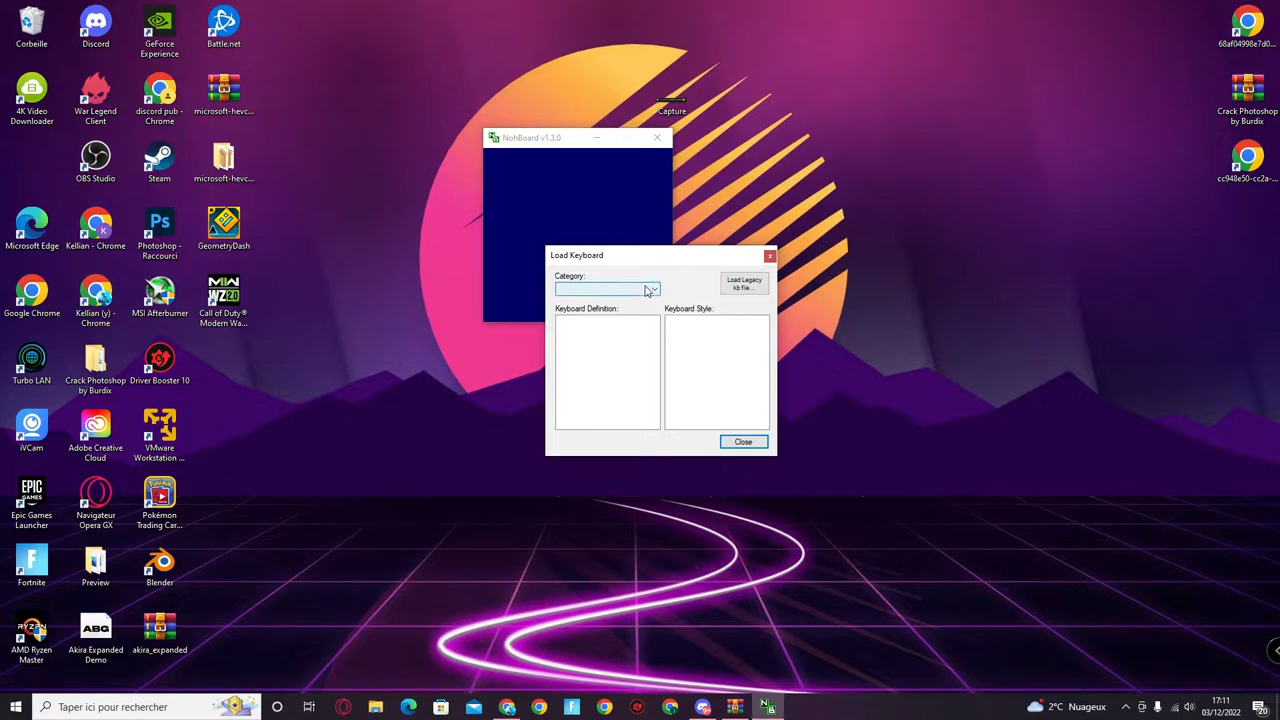 Corbeille
Discord
GeForce
Experience
Battle.net
4K Video
Downloader
War Legend
Client
discord pub -
Chrome
microsoft-hevc...
OBS Studio
Steam
microsoft-hevc...
Microsoft Edge
Kellian - Chrome
Photoshop -
Raccourci
GeometryDash
Google Chrome
Kellian (y) -
Chrome
MSI Afterburner
Call of Duty®
Modern Wa...
Turbo LAN
Crack Photoshop
by Burdix
Driver Booster 10
iVCam
Adobe Creative
Cloud
VMware
Workstation ...
Epic Games
Launcher
Navigateur
Opera GX
Pokémon
Trading Car...
Fortnite
Preview
Blender
AMD Ryzen
Master
ABG
Akira Expanded
Demo
akira_expanded
Capture
NohBoard v1.3.0
Load Keyboard
Category:
Load Legacy
kb file...
Keyboard Definition:
Keyboard Style:
Close
68af04998e7d0...
Crack Photoshop
by Burdix
cc948e50-cc2a-...
Taper ici pour rechercher
2°C Nuageux
17:11
03/12/2022